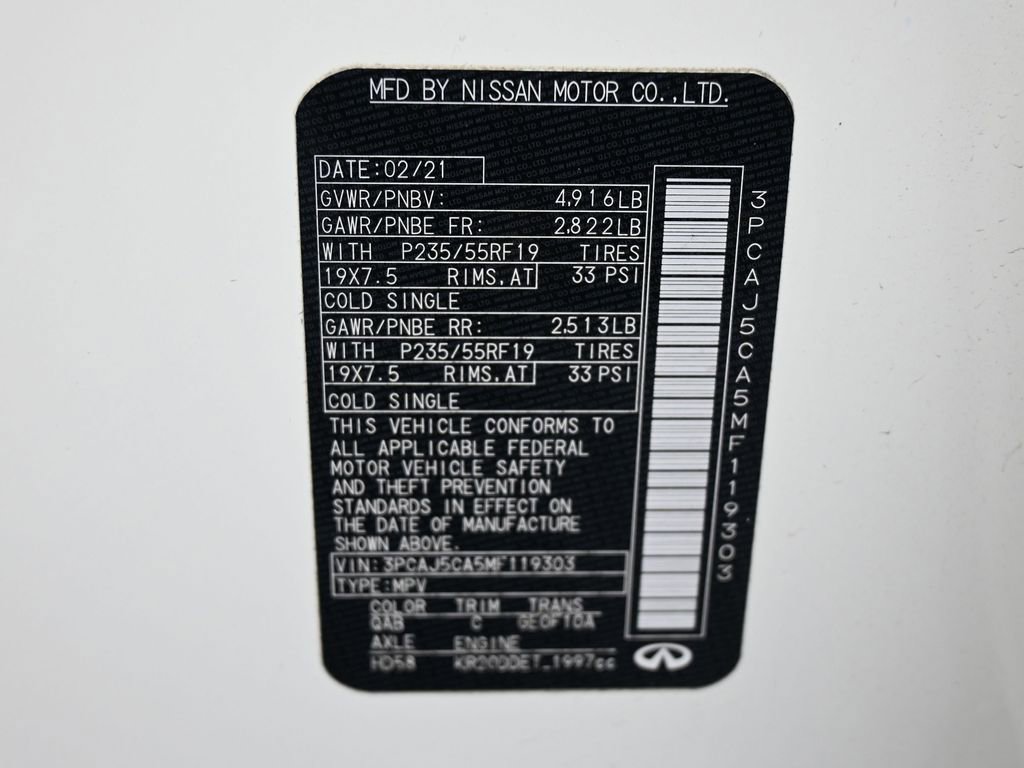 MFD BY NISSAN MOTOR CO.,LTD.
DATE:02/21
GVWR/PNBV: 4,916LB
GAWR/PNBE FR: 2,822LB
WITH P235/55RF19 TIRES
19X7.5 RIMS,AT 33 PSI
COLD SINGLE
GAWR/PNBE RR: 2,513LB
WITH P235/55RF19 TIRES
19X7.5 RIMS,AT 33 PSI
COLD SINGLE
THIS VEHICLE CONFORMS TO
ALL APPLICABLE FEDERAL
MOTOR VEHICLE SAFETY
AND THEFT PREVENTION
STANDARDS IN EFFECT ON
THE DATE OF MANUFACTURE
SHOWN ABOVE.
VIN:3PCAJ5CA5MF119303
TYPE:MPV
COLOR TRIM TRANS
QAB C
AXLE ENGINE
KR20DDET 1997cc
3PCAJ5CA5MF119303